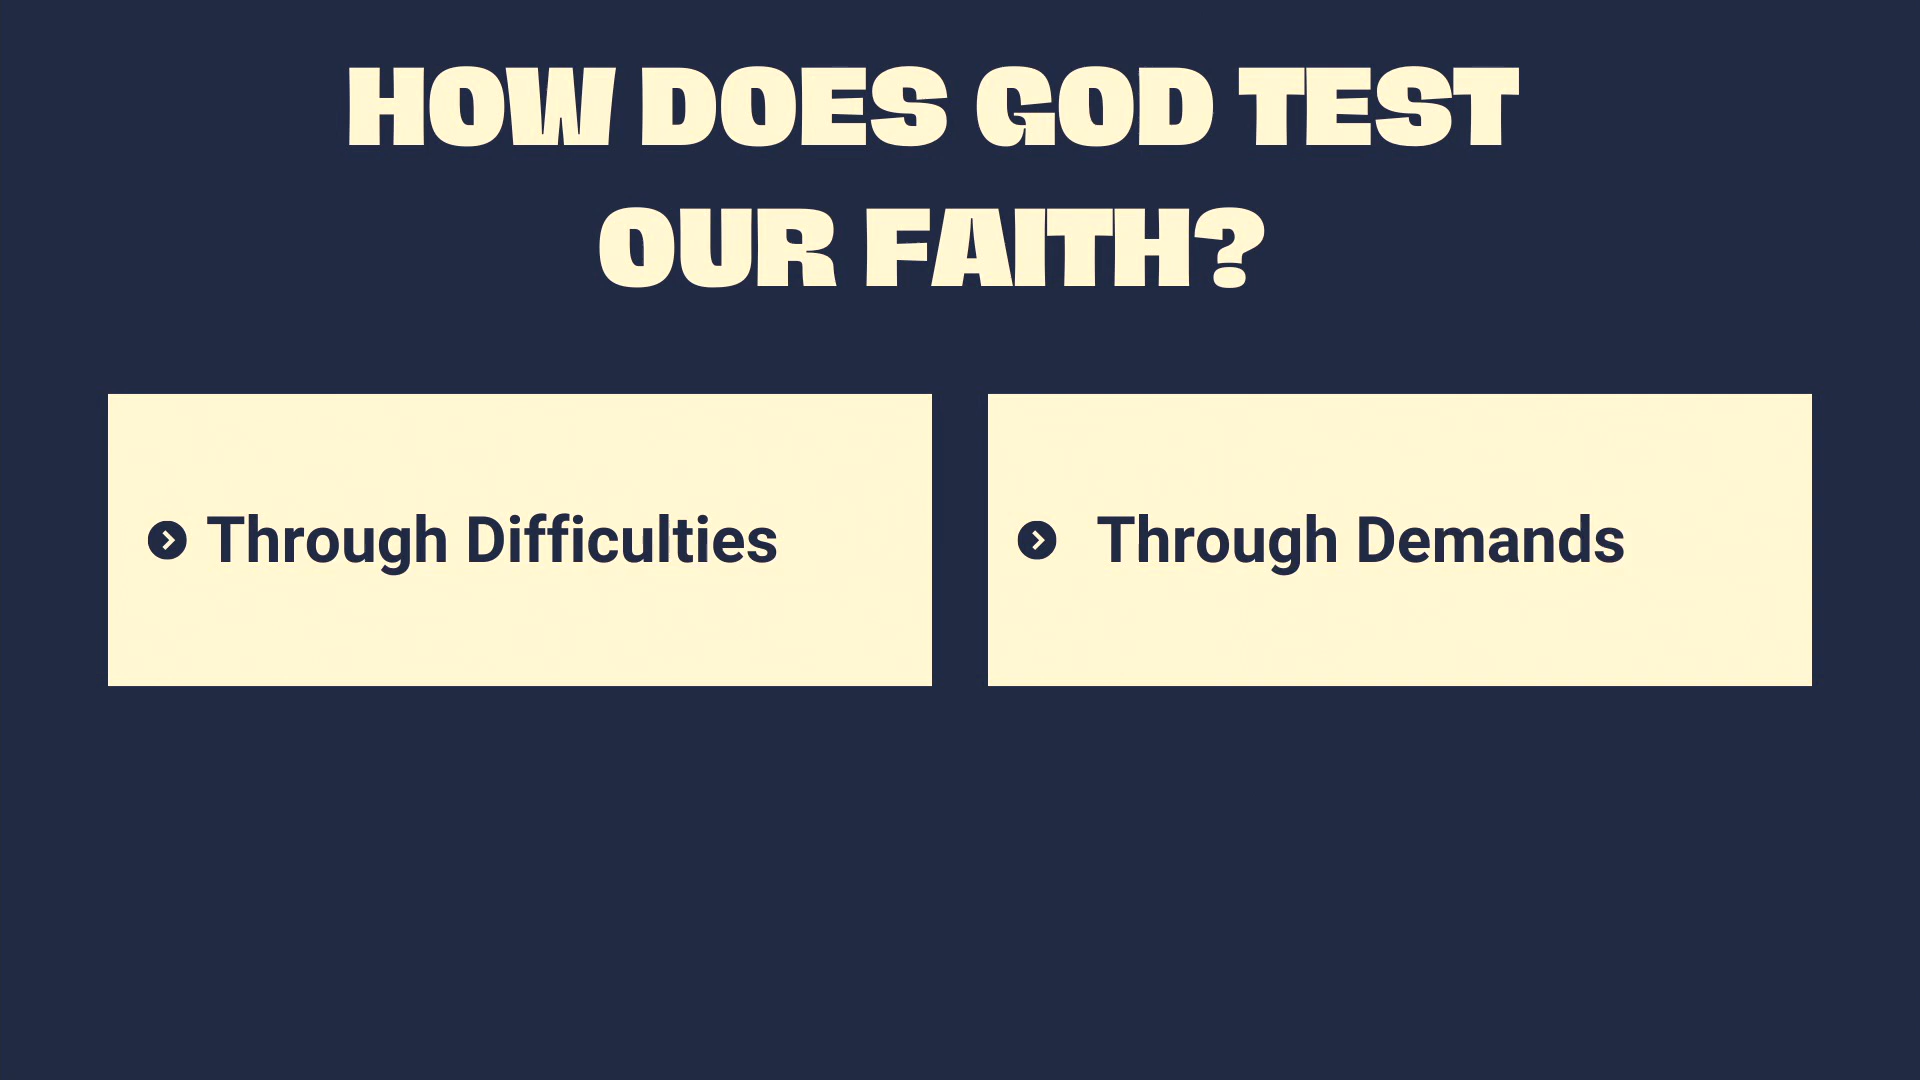 HOW DOES GOD TEST
OUR FAITH?
Through Difficulties
Through Demands